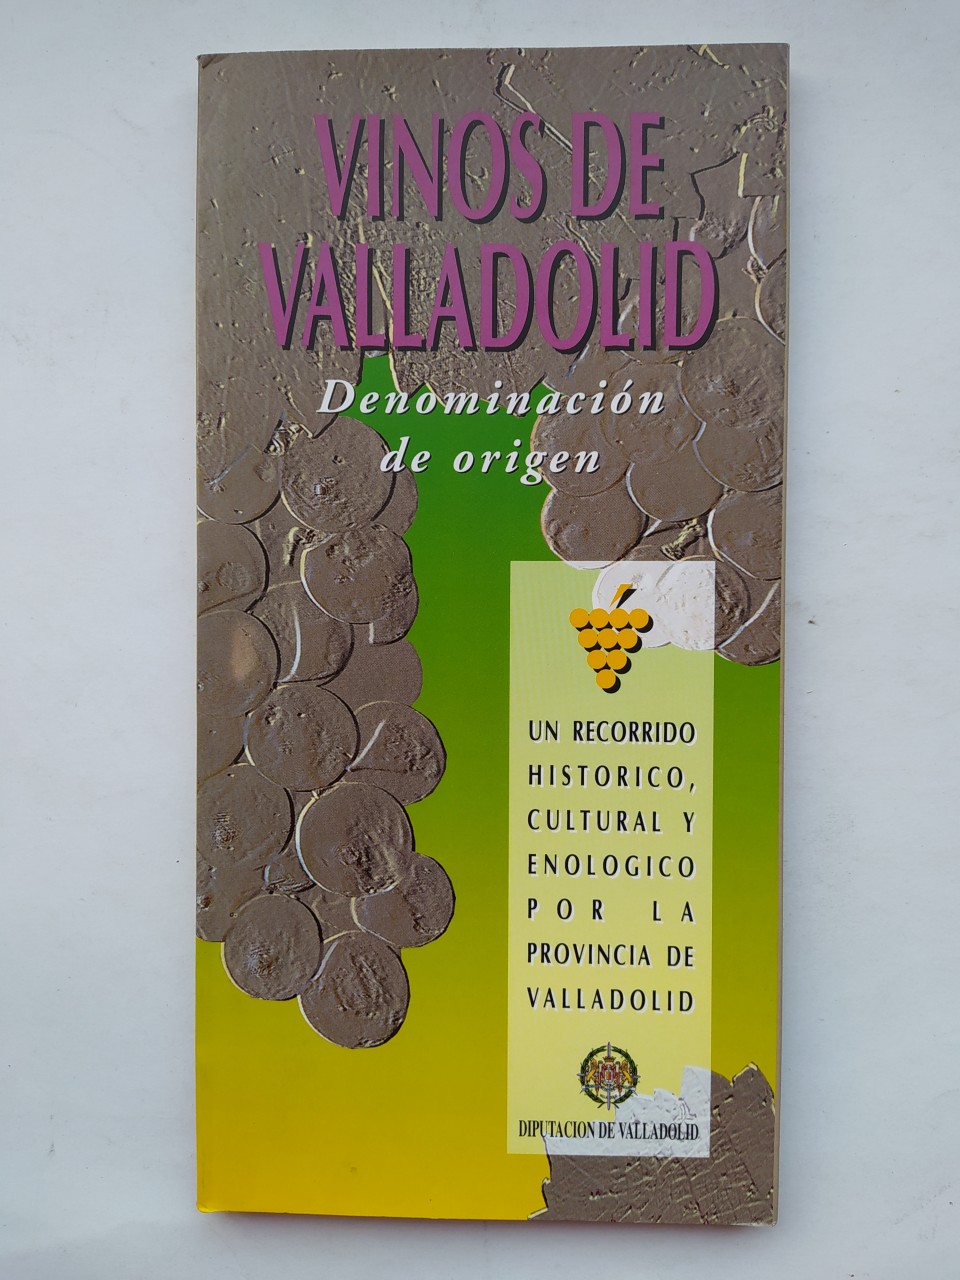 VINOS DE
VALLADOLID
Denominación
de origen
UN RECORRIDO
HISTORICO,
CULTURAL Y
ENOLOGICO
POR LA
PROVINCIA DE
VALLADOLID
DIPUTACION DE VALLADOLID